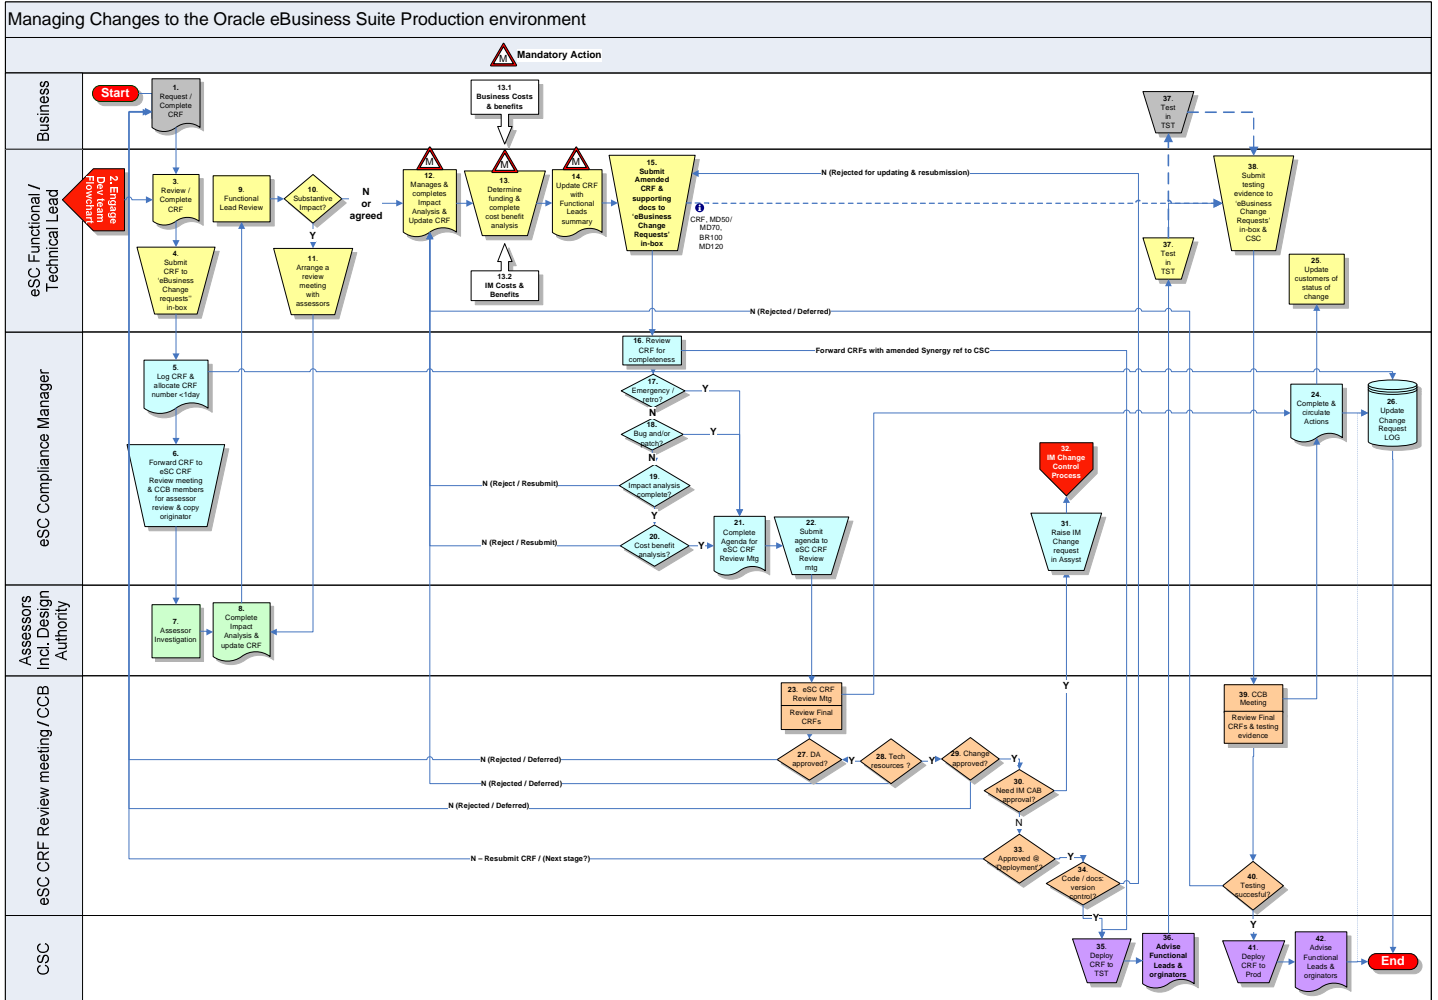 Managing Changes to the Oracle eBusiness Suite Production environment
M
Mandatory Action
Business
Start
1.
Request /
Complete
CRF
13.1
Business Costs
& benefits
37.
Test
in
TST
eSC Functional /
Technical Lead
2. Engage
Dev team
Flowchart
3.
Review /
Complete
CRF
9.
Functional
Lead Review
10.
Substantive
Impact?
N
or
agreed
Y
M
12.
Manages &
completes
Impact
Analysis &
Update CRF
M
13.
Determine
funding &
complete
cost benefit
analysis
M
14.
Update CRF
with
Functional
Leads
summary
15.
Submit
Amended
CRF &
supporting
docs to
'eBusiness
Change
Requests'
in-box
N (Rejected for updating & resubmission)
CRF, MD50/
MD70,
BR100
MD120
38.
Submit
testing
evidence to
'eBusiness
Change
Requests'
in-box &
CSC
4.
Submit
CRF to
'eBusiness
Change
requests"
in-box
11.
Arrange a
review
meeting
with
assessors
13.2
IM Costs &
Benefits
37.
Test
in
TST
25.
Update
customers of
status of
change
N (Rejected / Deferred)
eSC Compliance Manager
5.
Log CRF &
allocate CRF
number <1day
16. Review
CRF for
completeness
Forward CRFs with amended Synergy ref to CSC
17.
Emergency /
retro?
Y
N
18.
Bug and/or
patch?
Y
N
24.
Complete &
circulate
Actions
26.
Update
Change
Request
LOG
6.
Forward CRF to
eSC CRF
Review meeting
& CCB members
for assessor
review & copy
originator
32.
IM Change
Control
Process
N (Reject / Resubmit)
19.
Impact analysis
complete?
Y
N (Reject / Resubmit)
20.
Cost benefit
analysis?
Y
21.
Complete
Agenda for
eSC CRF
Review Mtg
22.
Submit
agenda to
eSC CRF
Review
mtg
31.
Raise IM
Change
request
in Assyst
Assessors
Incl. Design
Authority
7.
Assessor
Investigation
8.
Complete
Impact
Analysis &
update CRF
eSC CRF Review meeting / CCB
23. eSC CRF
Review Mtg
Review Final
CRFs
Y
39. CCB
Meeting
Review Final
CRFs & testing
evidence
N (Rejected / Deferred)
27. DA
approved?
Y
28. Tech
resources ?
Y
29. Change
approved?
Y
N (Rejected / Deferred)
30.
Need IM CAB
approval?
N
N (Rejected / Deferred)
N – Resubmit CRF / (Next stage?)
33.
Approved @
'Deployment'?
Y
34.
Code / docs:
version
control?
Y
40.
Testing
succesful?
Y
CSC
35.
Deploy
CRF to
TST
36.
Advise
Functional
Leads &
orginators
41.
Deploy
CRF to
Prod
42.
Advise
Functional
Leads &
orginators
End